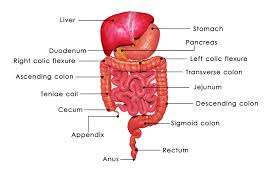 Liver
Stomach
Pancreas
Duodenum
Right colic flexure
Left colic flexure
Transverse colon
Ascending colon
Jejunum
Teniae coil
Descending colon
Cecum
Sigmoid colon
Appendix
Rectum
Anus